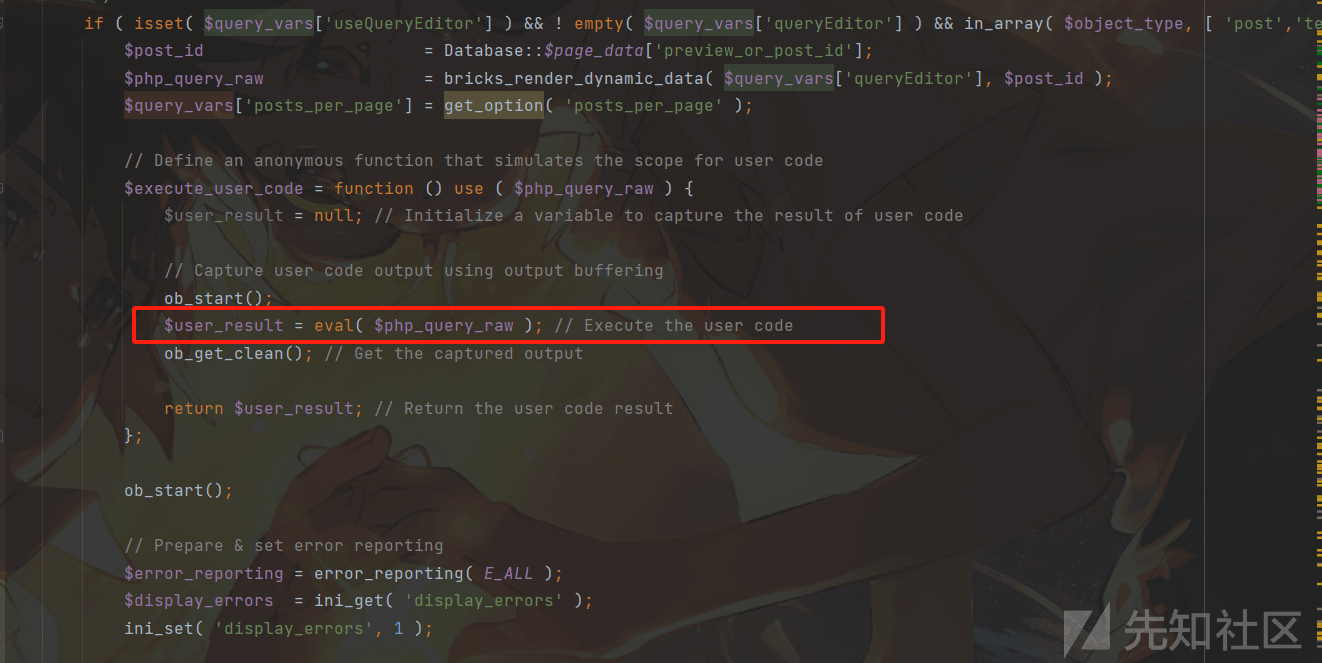 if ( isset( $query_vars['useQueryEditor'] ) && ! empty( $query_vars['queryEditor'] ) && in_array( $object_type, [ 'post','te
$post_id = Database::$page_data['preview_or_post_id'];
$php_query_raw = bricks_render_dynamic_data( $query_vars['queryEditor'], $post_id );
$query_vars['posts_per_page'] = get_option( 'posts_per_page' );
// Define an anonymous function that simulates the scope for user code
$execute_user_code = function () use ( $php_query_raw ) {
$user_result = null; // Initialize a variable to capture the result of user code
// Capture user code output using output buffering
ob_start();
$user_result = eval( $php_query_raw ); // Execute the user code
ob_get_clean(); // Get the captured output
return $user_result; // Return the user code result
};
ob_start();
// Prepare & set error reporting
$error_reporting = error_reporting( E_ALL );
$display_errors = ini_get( 'display_errors' );
ini_set( 'display_errors', 1 );
先知社区